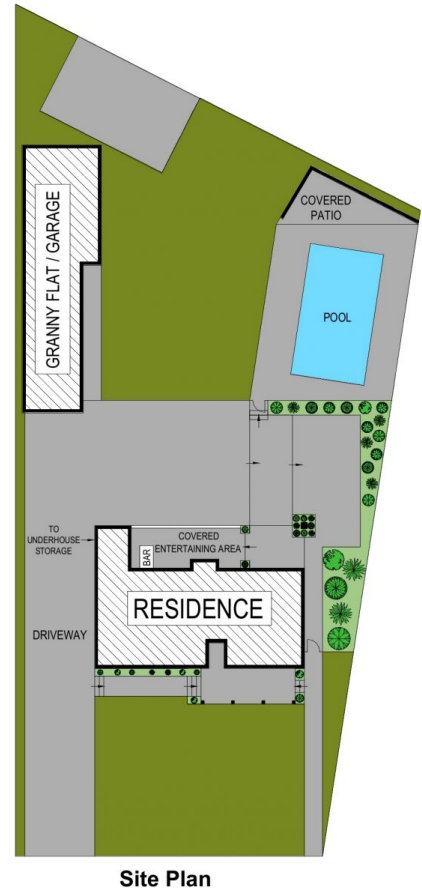 COVERED
PATIO
GRANNY FLAT / GARAGE
POOL
TO
UNDERHOUSE
STORAGE
COVERED
ENTERTAINING AREA
BAR
RESIDENCE
DRIVEWAY
Site Plan